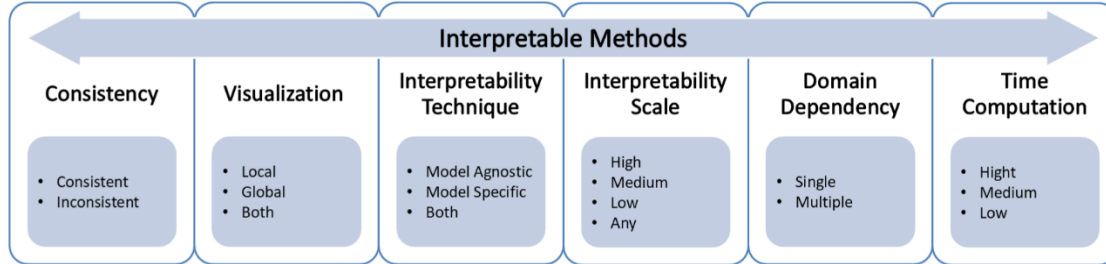 Interpretable Methods
Consistency
• Consistent
• Inconsistent
Visualization
• Local
• Global
• Both
Interpretability
Technique
• Model Agnostic
• Model Specific
• Both
Interpretability
Scale
• High
• Medium
• Low
• Any
Domain
Dependency
• Single
• Multiple
Time
Computation
• Hight
• Medium
• Low